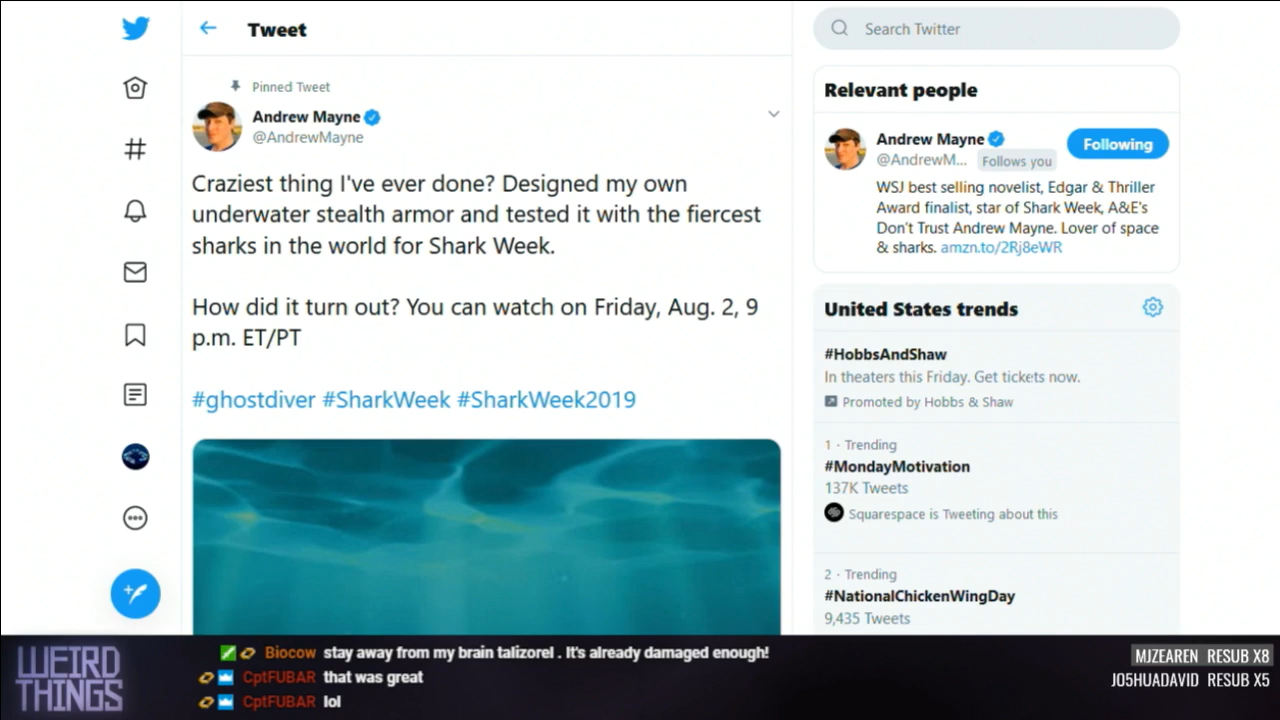 Tweet
Pinned Tweet
Andrew Mayne
@AndrewMayne
Craziest thing I've ever done? Designed my own
underwater stealth armor and tested it with the fiercest
sharks in the world for Shark Week.
How did it turn out? You can watch on Friday, Aug. 2, 9
p.m. ET/PT
#ghostdiver #SharkWeek #SharkWeek2019
Search Twitter
Relevant people
Andrew Mayne
Following
@AndrewM... Follows you
WSJ best selling novelist, Edgar & Thriller
Award finalist, star of Shark Week, A&E's
Don't Trust Andrew Mayne. Lover of space
& sharks. amzn.to/2Rj8eWR
United States trends
#HobbsAndShaw
In theaters this Friday. Get tickets now.
Promoted by Hobbs & Shaw
1 · Trending
#MondayMotivation
137K Tweets
Squarespace is Tweeting about this
2 · Trending
#NationalChickenWingDay
9,435 Tweets
WEIRD
THINGS
Biocow stay away from my brain talizorel . It's already damaged enough!
CptFUBAR that was great
CptFUBAR lol
MJZEAREN RESUB X8
JO5HUADAVID RESUB X5